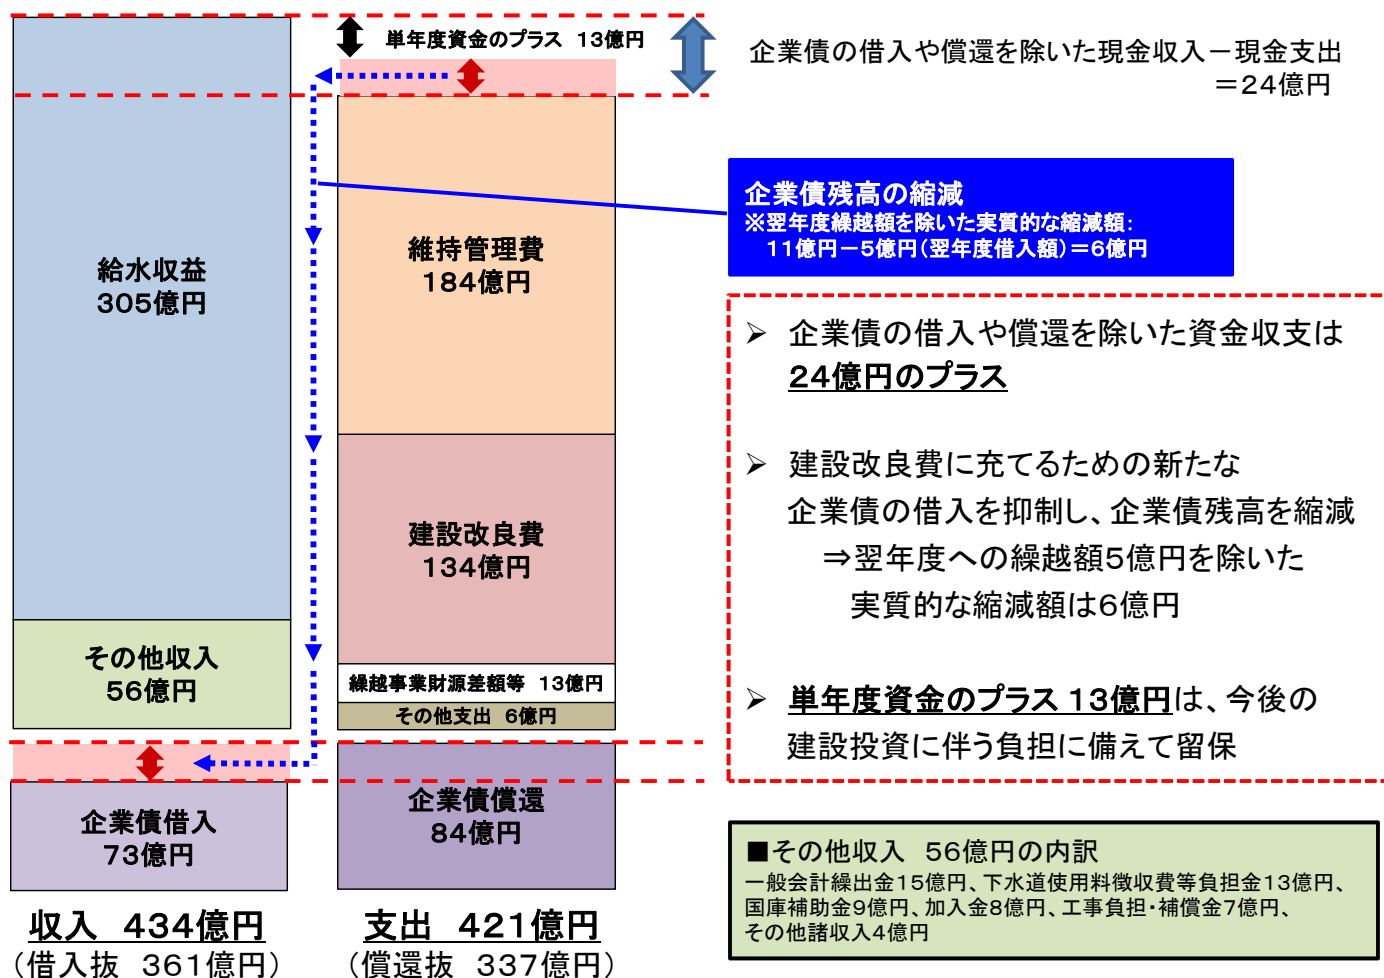 単年度資金のプラス 13億円
企業債の借入や償還を除いた現金収入－現金支出
＝24億円
給水収益
305億円
その他収入
56億円
企業債借入
73億円
収入 434億円
（借入抜 361億円）
維持管理費
184億円
建設改良費
134億円
繰越事業財源差額等 13億円
その他支出 6億円
企業債償還
84億円
支出 421億円
（償還抜 337億円）
企業債残高の縮減
※翌年度繰越額を除いた実質的な縮減額：
11億円－5億円（翌年度借入額）＝6億円
➢ 企業債の借入や償還を除いた資金収支は
24億円のプラス
➢ 建設改良費に充てるための新たな
企業債の借入を抑制し、企業債残高を縮減
⇒翌年度への繰越額5億円を除いた
実質的な縮減額は6億円
➢ 単年度資金のプラス 13億円は、今後の
建設投資に伴う負担に備えて留保
■その他収入 56億円の内訳
一般会計繰出金15億円、下水道使用料徴収費等負担金13億円、
国庫補助金9億円、加入金8億円、工事負担・補償金7億円、
その他諸収入4億円